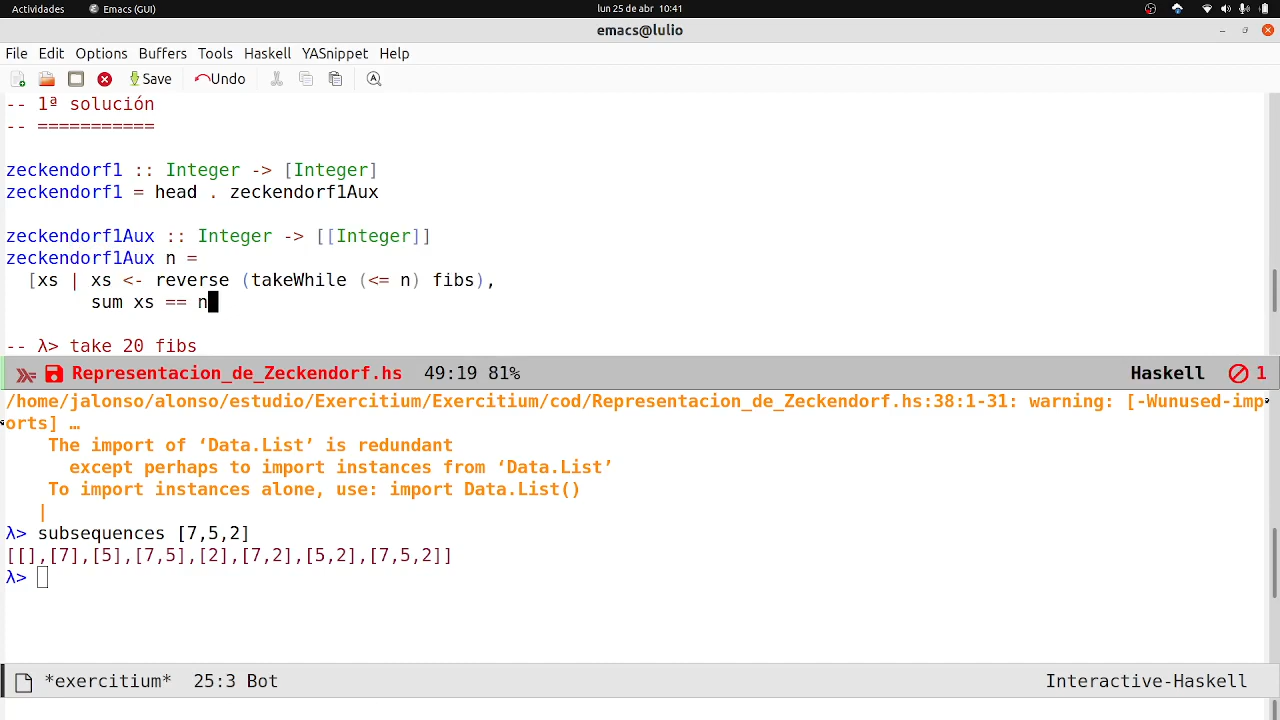 Actividades Emacs (GUI) lun 25 de abr 10:41
emacs@lulio
File Edit Options Buffers Tools Haskell YASnippet Help
Save Undo
-- 1ª solución
-- ===========
zeckendorf1 :: Integer -> [Integer]
zeckendorf1 = head . zeckendorf1Aux
zeckendorf1Aux :: Integer -> [[Integer]]
zeckendorf1Aux n =
[xs | xs <- reverse (takeWhile (<= n) fibs),
sum xs == n
-- λ> take 20 fibs
Representacion_de_Zeckendorf.hs 49:19 81% Haskell 1
/home/jalonso/alonso/estudio/Exercitium/Exercitium/cod/Representacion_de_Zeckendorf.hs:38:1-31: warning: [-Wunused-imp
orts] …
The import of ‘Data.List’ is redundant
except perhaps to import instances from ‘Data.List’
To import instances alone, use: import Data.List()
|
λ> subsequences [7,5,2]
[[],[7],[5],[7,5],[2],[7,2],[5,2],[7,5,2]]
λ>
*exercitium* 25:3 Bot Interactive-Haskell